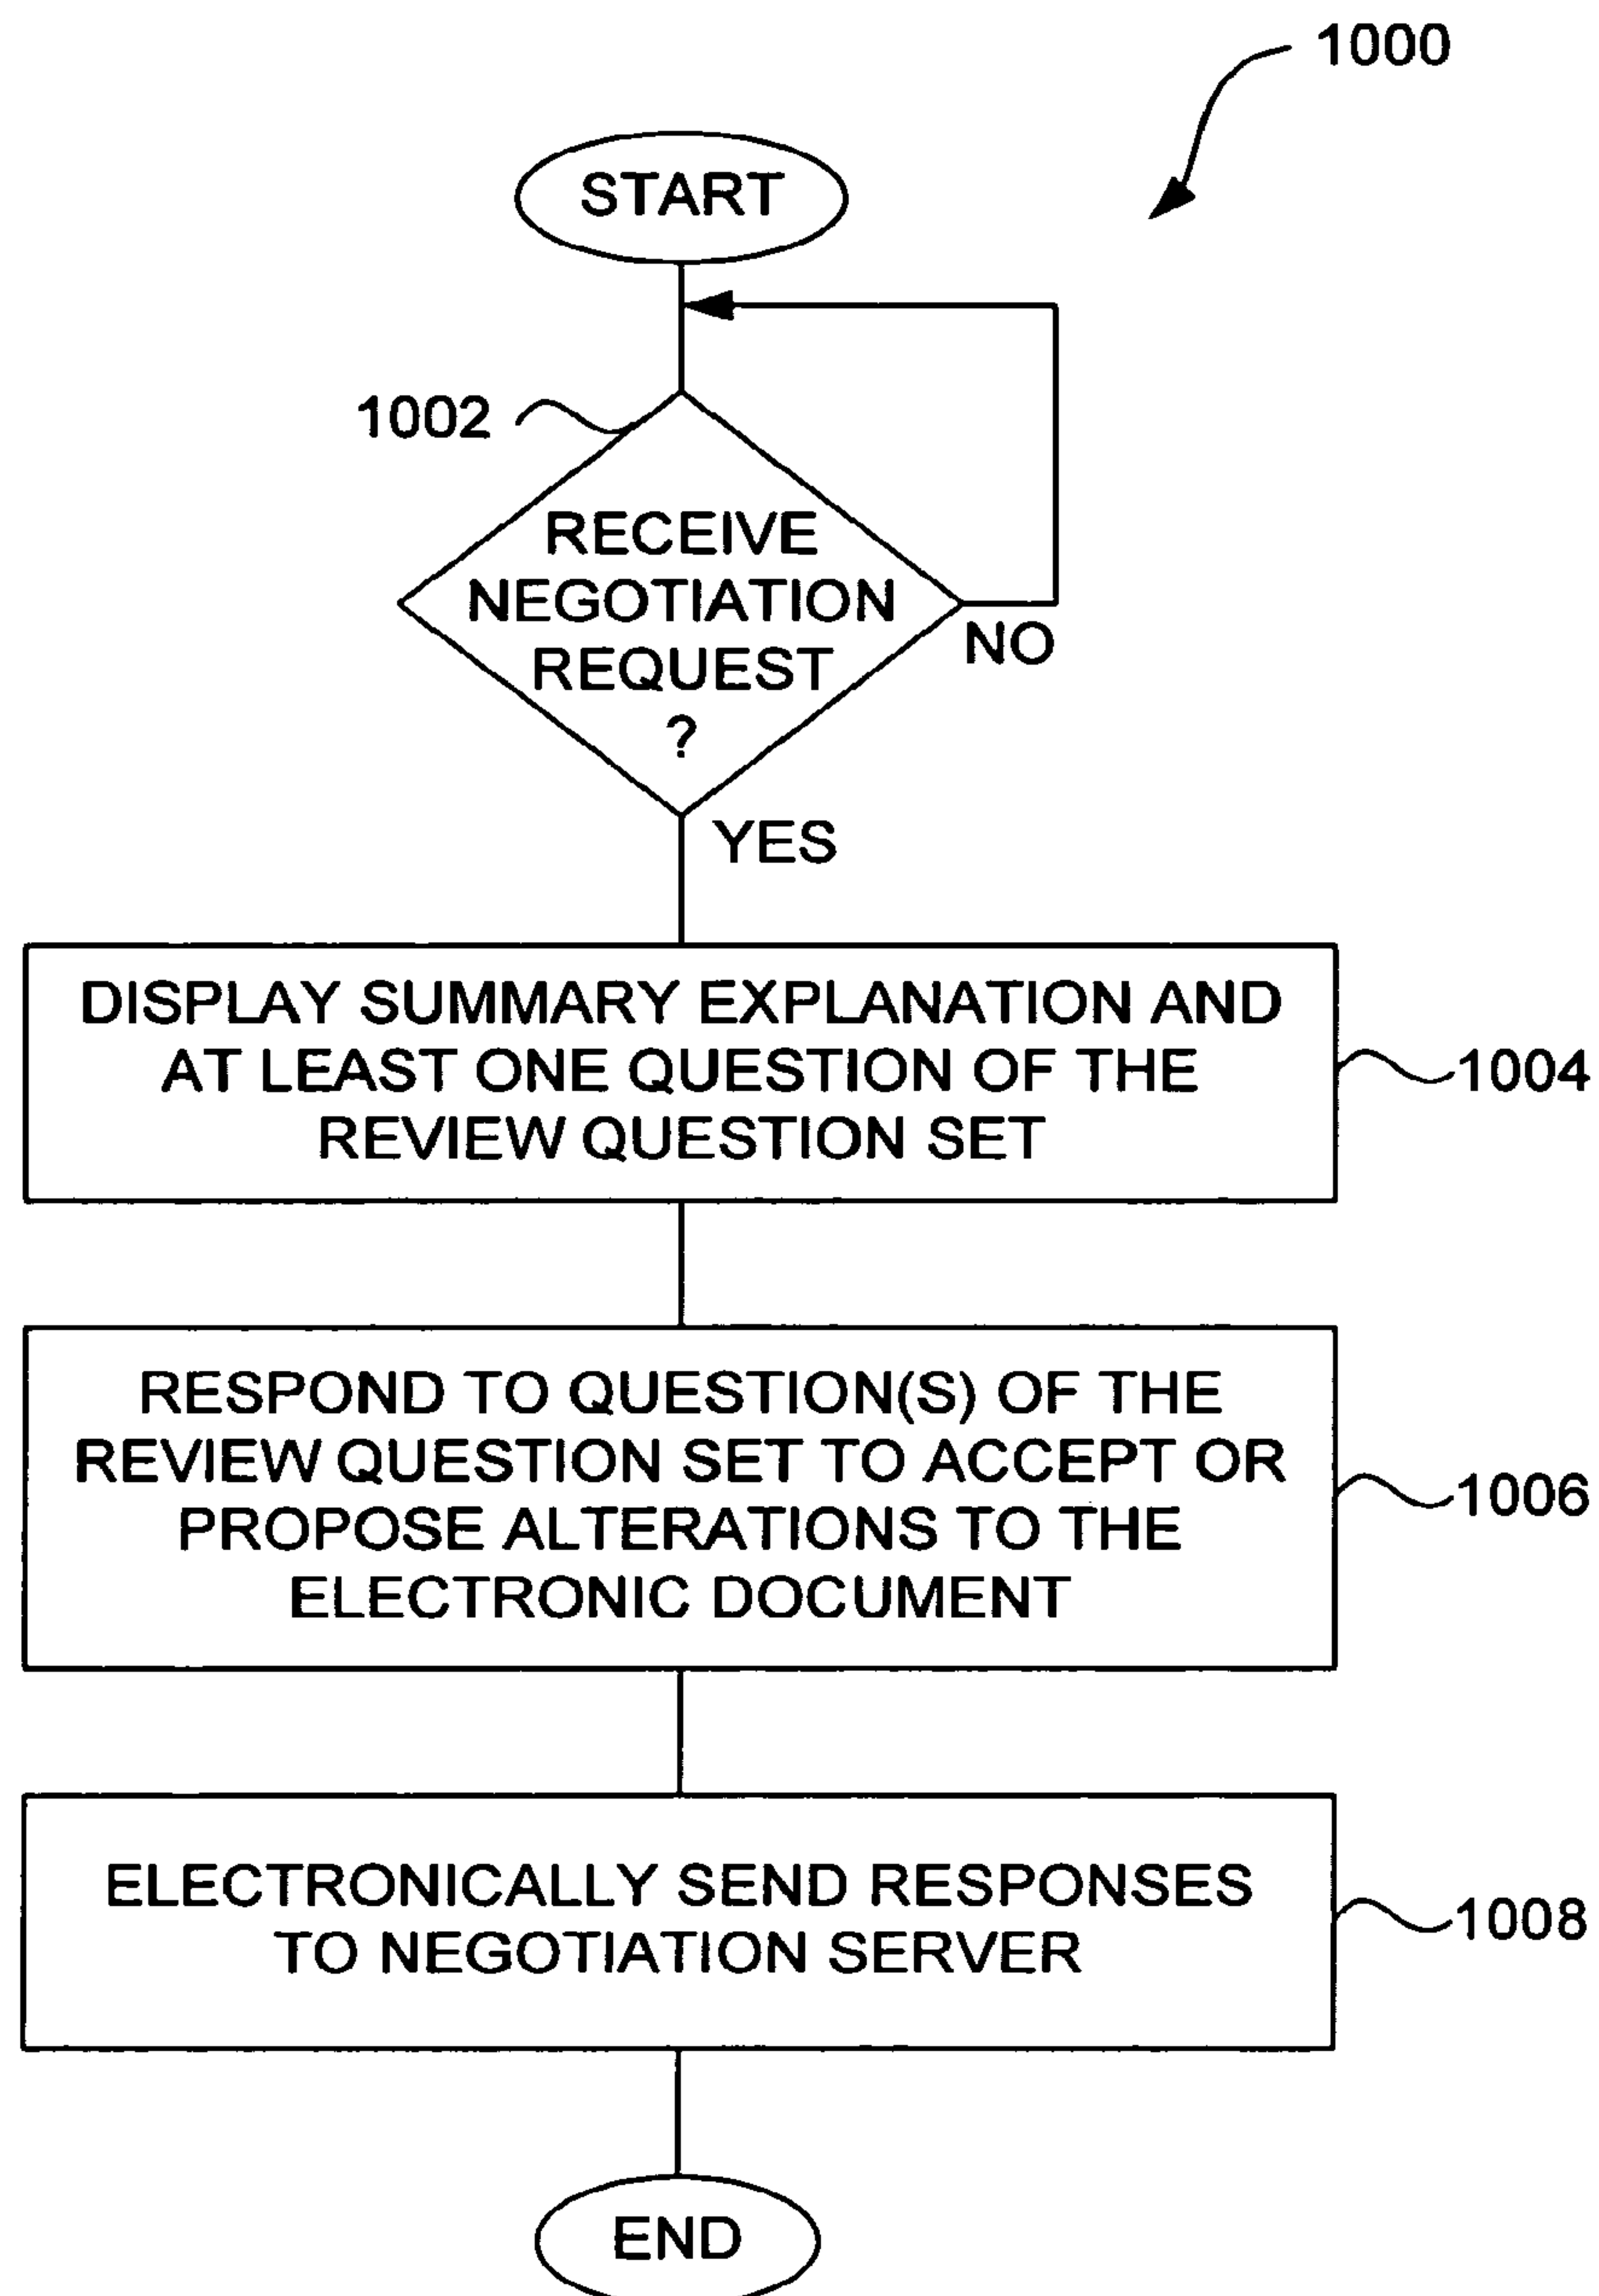 1000
START
1002
RECEIVE
NEGOTIATION
REQUEST
?
NO
YES
DISPLAY SUMMARY EXPLANATION AND
AT LEAST ONE QUESTION OF THE
REVIEW QUESTION SET
1004
RESPOND TO QUESTION(S) OF THE
REVIEW QUESTION SET TO ACCEPT OR
PROPOSE ALTERATIONS TO THE
ELECTRONIC DOCUMENT
1006
ELECTRONICALLY SEND RESPONSES
TO NEGOTIATION SERVER
1008
END